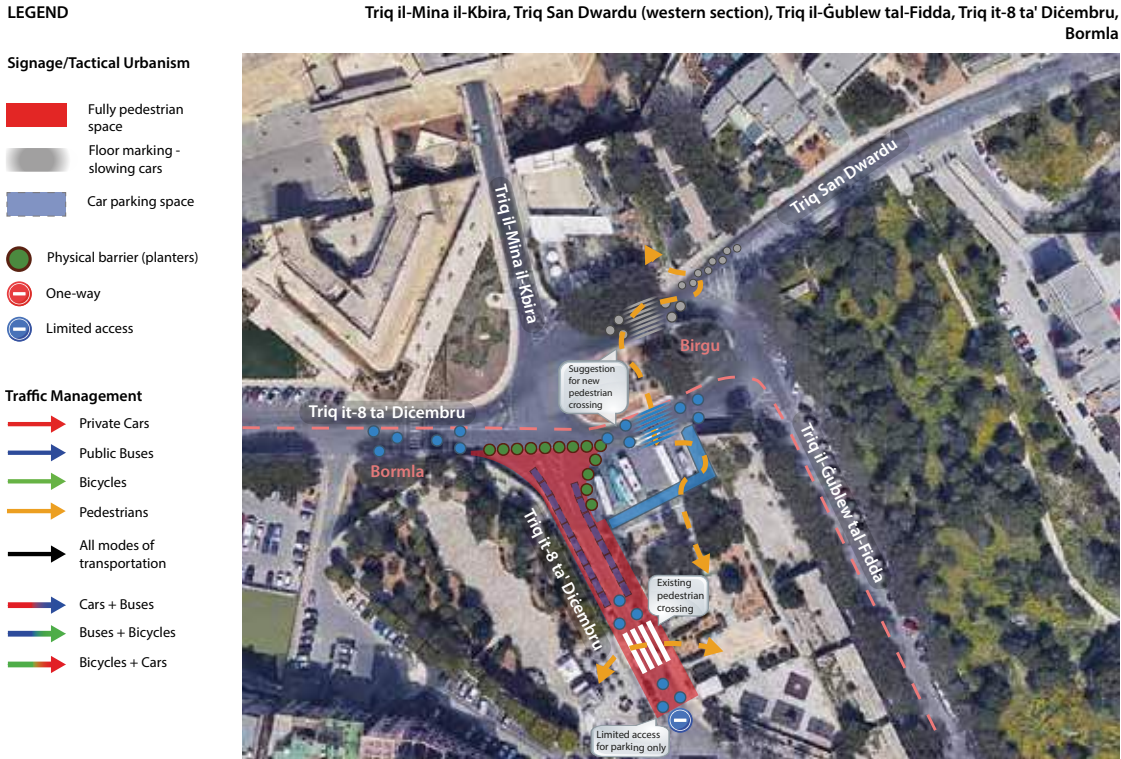 LEGEND
Triq il-Mina il-Kbira, Triq San Dwardu (western section), Triq il-Ġublew tal-Fidda, Triq it-8 ta' Diċembru,
Bormla
Signage/Tactical Urbanism
Fully pedestrian
space
Floor marking -
slowing cars
Car parking space
Physical barrier (planters)
One-way
Limited access
Traffic Management
Private Cars
Public Buses
Bicycles
Pedestrians
All modes of
transportation
Cars + Buses
Buses + Bicycles
Bicycles + Cars
Triq il-Mina il-Kbira
Triq San Dwardu
Birgu
Suggestion
for new
pedestrian
crossing
Triq it-8 ta' Diċembru
Bormla
Triq il-Ġublew tal-Fidda
Triq it-8 ta' Diċembru
Existing
pedestrian
crossing
Limited access
for parking only